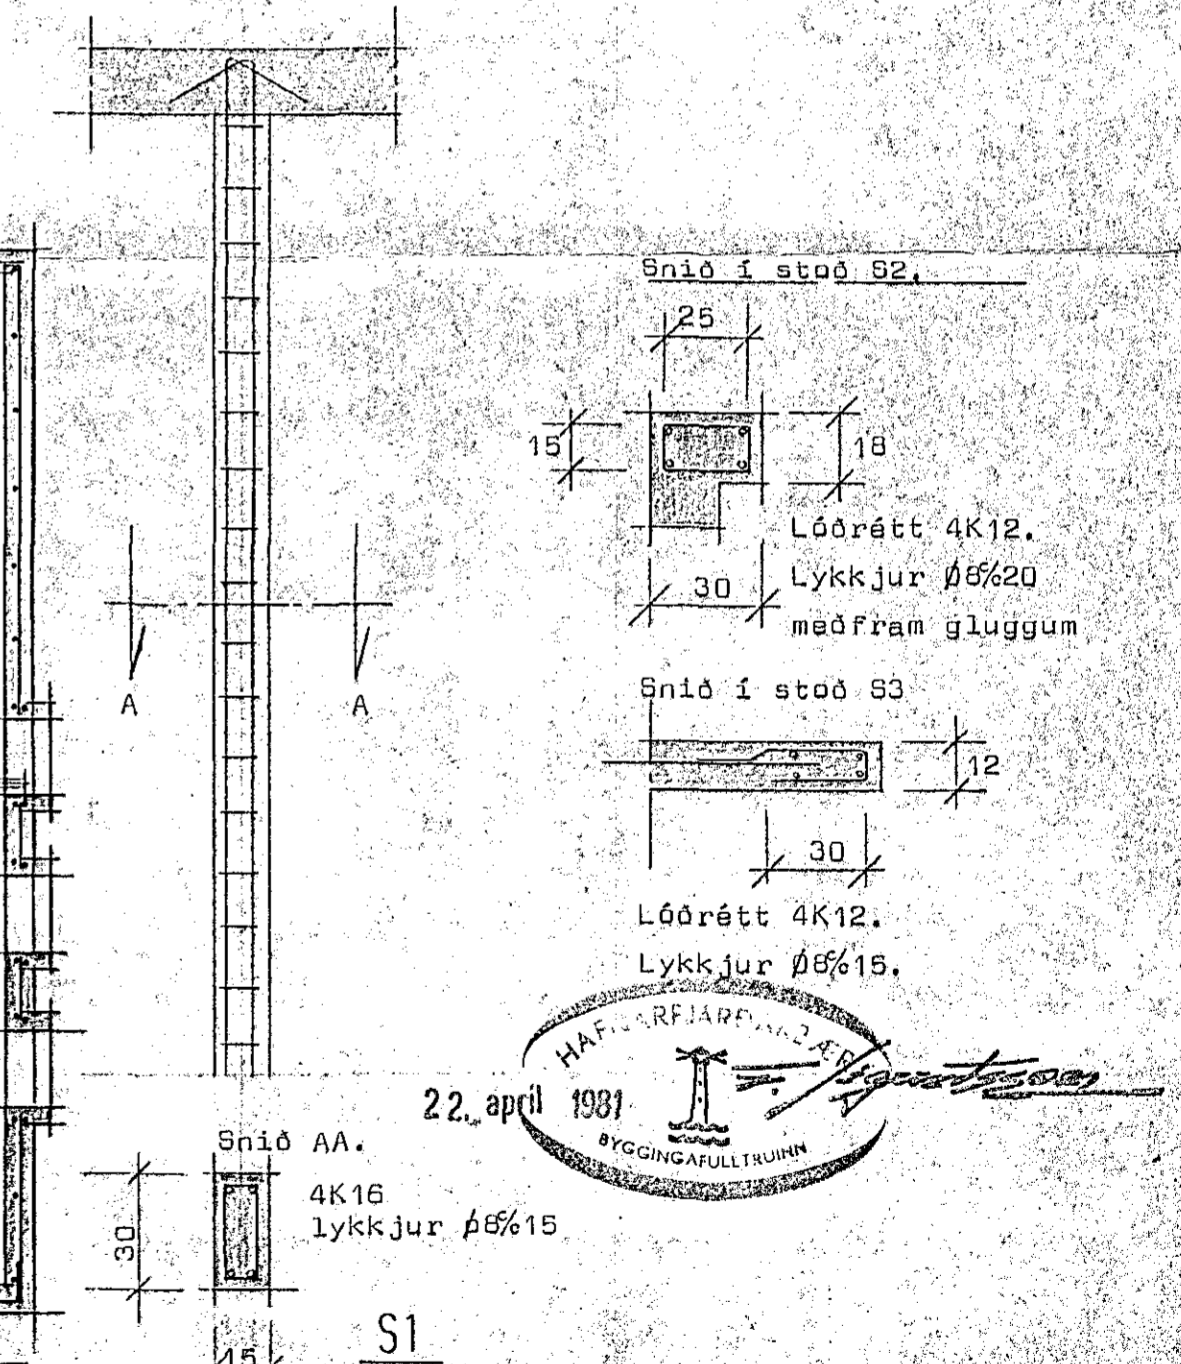 Snið í stoð S2.
25
15
18
Lóðrétt 4K12.
Lykkjur Ø8%20
30
meðfram gluggum
A
A
Snið í stoð S3
12
30
Lóðrétt 4K12.
Lykkjur Ø8%15.
22. apríl 1981
BYGGINGAFULLTRUINN
Snið AA.
4K16
lykkjur Ø8%15
30
S1
15